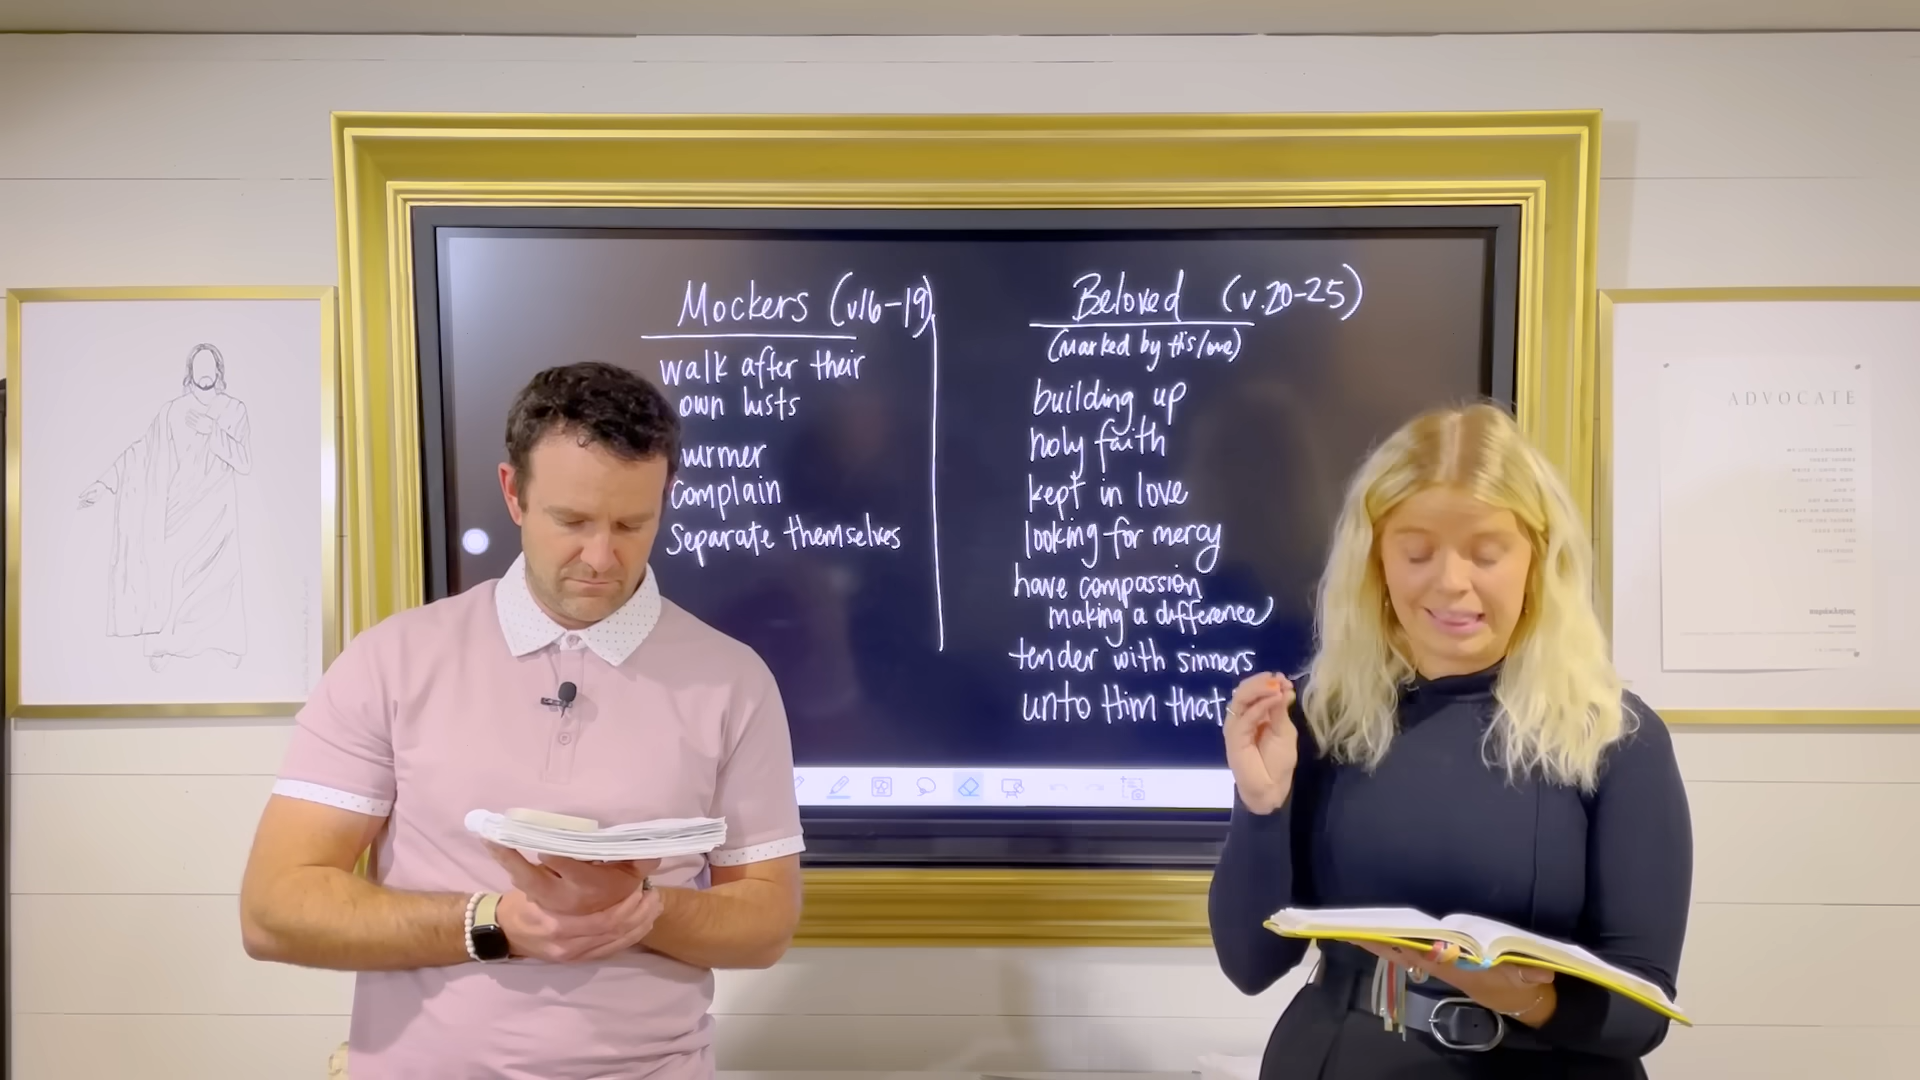 Mockers (v16-19)
walk after their
own lusts
urmer
complain
Separate themselves
Beloved (v.20-25)
(marked by His love)
building up
holy faith
kept in love
looking for mercy
have compassion
making a difference
tender with sinners
unto Him that
ADVOCATE